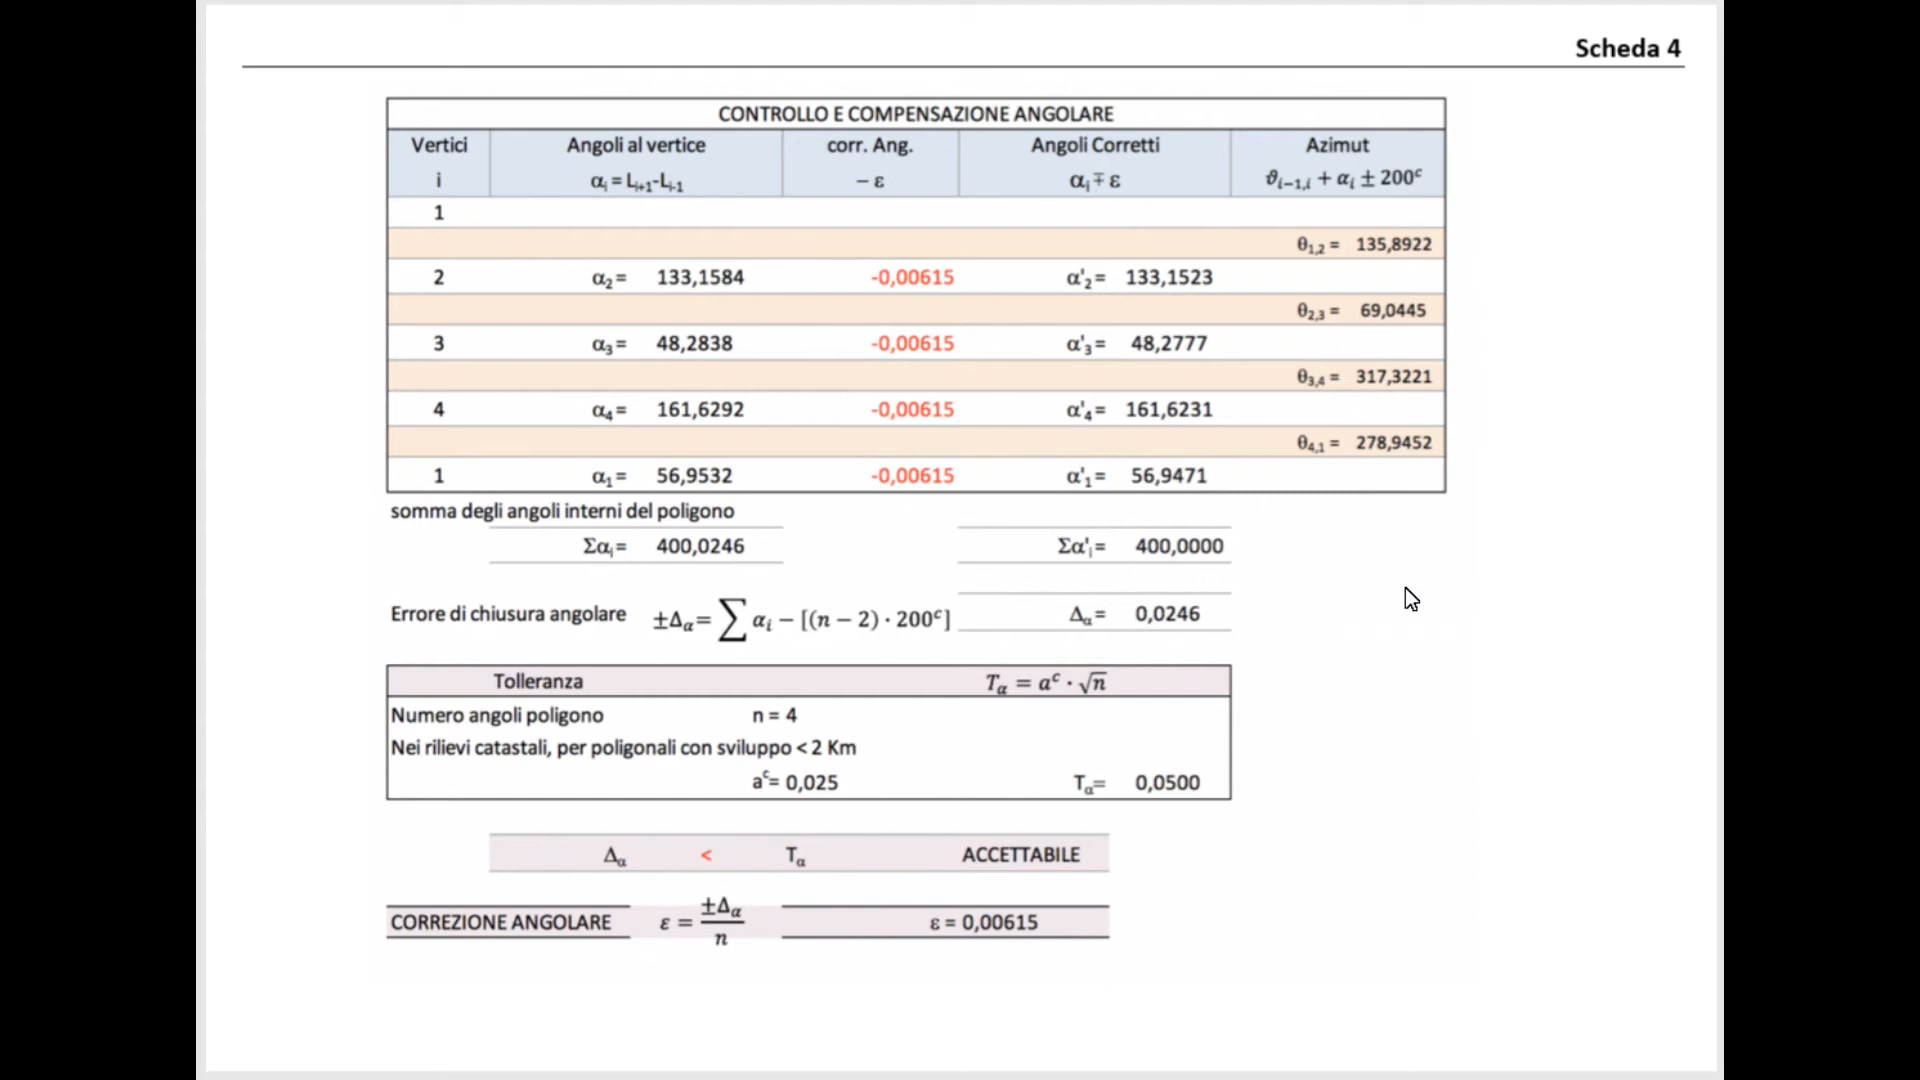 Scheda 4
CONTROLLO E COMPENSAZIONE ANGOLARE
Vertici Angoli al vertice corr. Ang. Angoli Corretti Azimut
i αᵢ = Lᵢ₊₁-Lᵢ₋₁ − ε αᵢ ∓ ε ϑᵢ₋₁,ᵢ + αᵢ ± 200ᶜ
1
θ₁,₂ = 135,8922
2 α₂= 133,1584 -0,00615 α'₂= 133,1523
θ₂,₃ = 69,0445
3 α₃= 48,2838 -0,00615 α'₃= 48,2777
θ₃,₄ = 317,3221
4 α₄= 161,6292 -0,00615 α'₄= 161,6231
θ₄,₁ = 278,9452
1 α₁= 56,9532 -0,00615 α'₁= 56,9471
somma degli angoli interni del poligono
Σαᵢ= 400,0246 Σα'ᵢ= 400,0000
Errore di chiusura angolare ±Δα= ∑ αᵢ − [(n − 2) · 200ᶜ] Δα= 0,0246
Tolleranza Tα = aᶜ · √n
Numero angoli poligono n = 4
Nei rilievi catastali, per poligonali con sviluppo < 2 Km
aᶜ= 0,025 Tα= 0,0500
Δα < Tα ACCETTABILE
CORREZIONE ANGOLARE ε = ±Δα / n ε = 0,00615